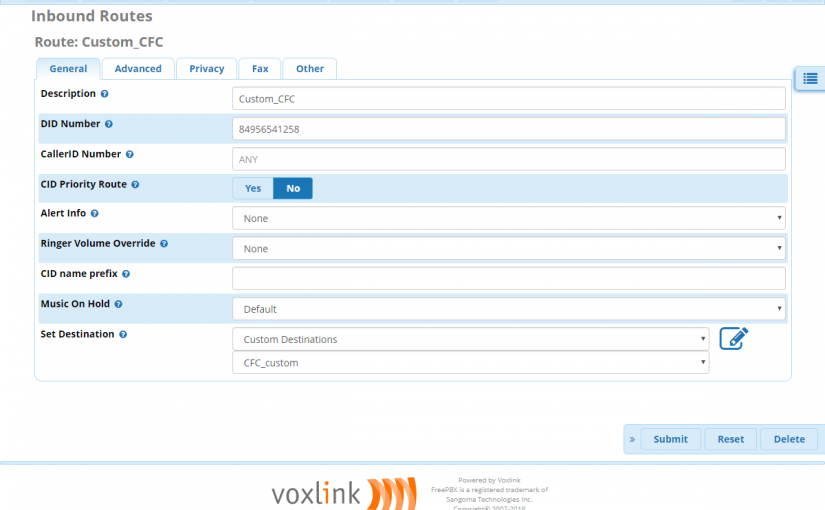 Inbound Routes
Route: Custom_CFC
General Advanced Privacy Fax Other
Description
Custom_CFC
DID Number
84956541258
CallerID Number
ANY
CID Priority Route
Yes No
Alert Info
None
Ringer Volume Override
None
CID name prefix
Music On Hold
Default
Set Destination
Custom Destinations
CFC_custom
» Submit Reset Delete
voxlink
Powered by Voxlink
FreePBX is a registered trademark of
Sangoma Technologies Inc.
Copyright© 2007-2018